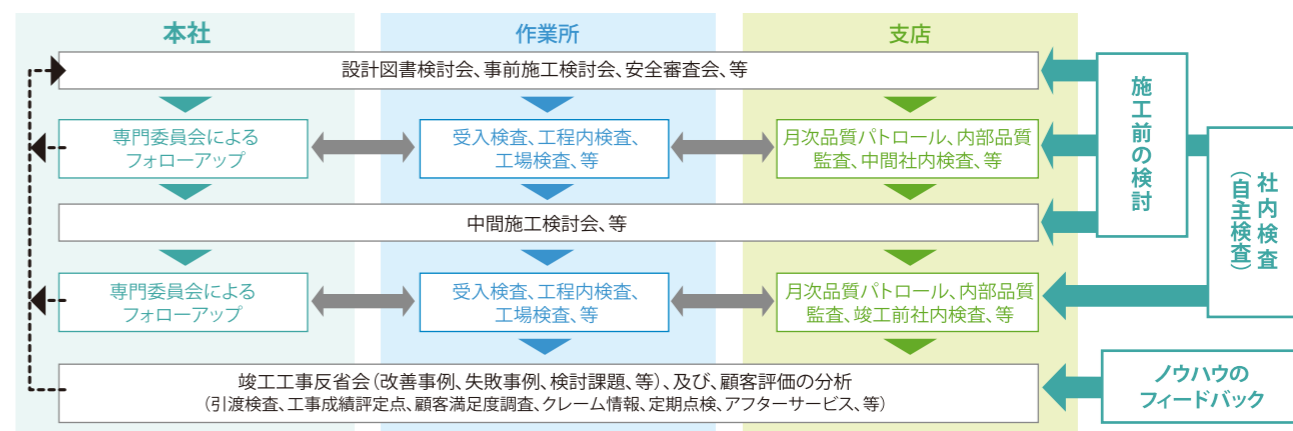 本社
作業所
支店
設計図書検討会、事前施工検討会、安全審査会、等
専門委員会による
フォローアップ
受入検査、工程内検査、
工場検査、等
月次品質パトロール、内部品質
監査、中間社内検査、等
中間施工検討会、等
専門委員会による
フォローアップ
受入検査、工程内検査、
工場検査、等
月次品質パトロール、内部品質
監査、竣工前社内検査、等
竣工工事反省会(改善事例、失敗事例、検討課題、等)、及び、顧客評価の分析
(引渡検査、工事成績評定点、顧客満足度調査、クレーム情報、定期点検、アフターサービス、等)
施工前の検討
社内検査
(自主検査)
ノウハウの
フィードバック